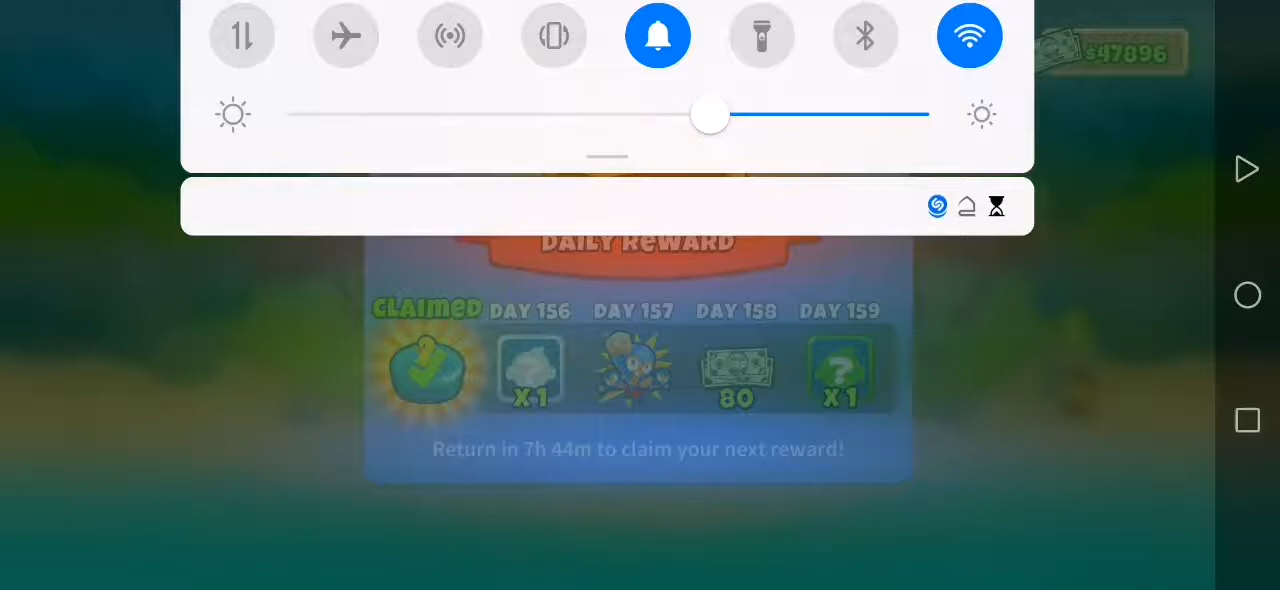 $47896
DAILY REWARD
CLAIMED DAY 156 DAY 157 DAY 158 DAY 159
X1 80 ? X1
Return in 7h 44m to claim your next reward!